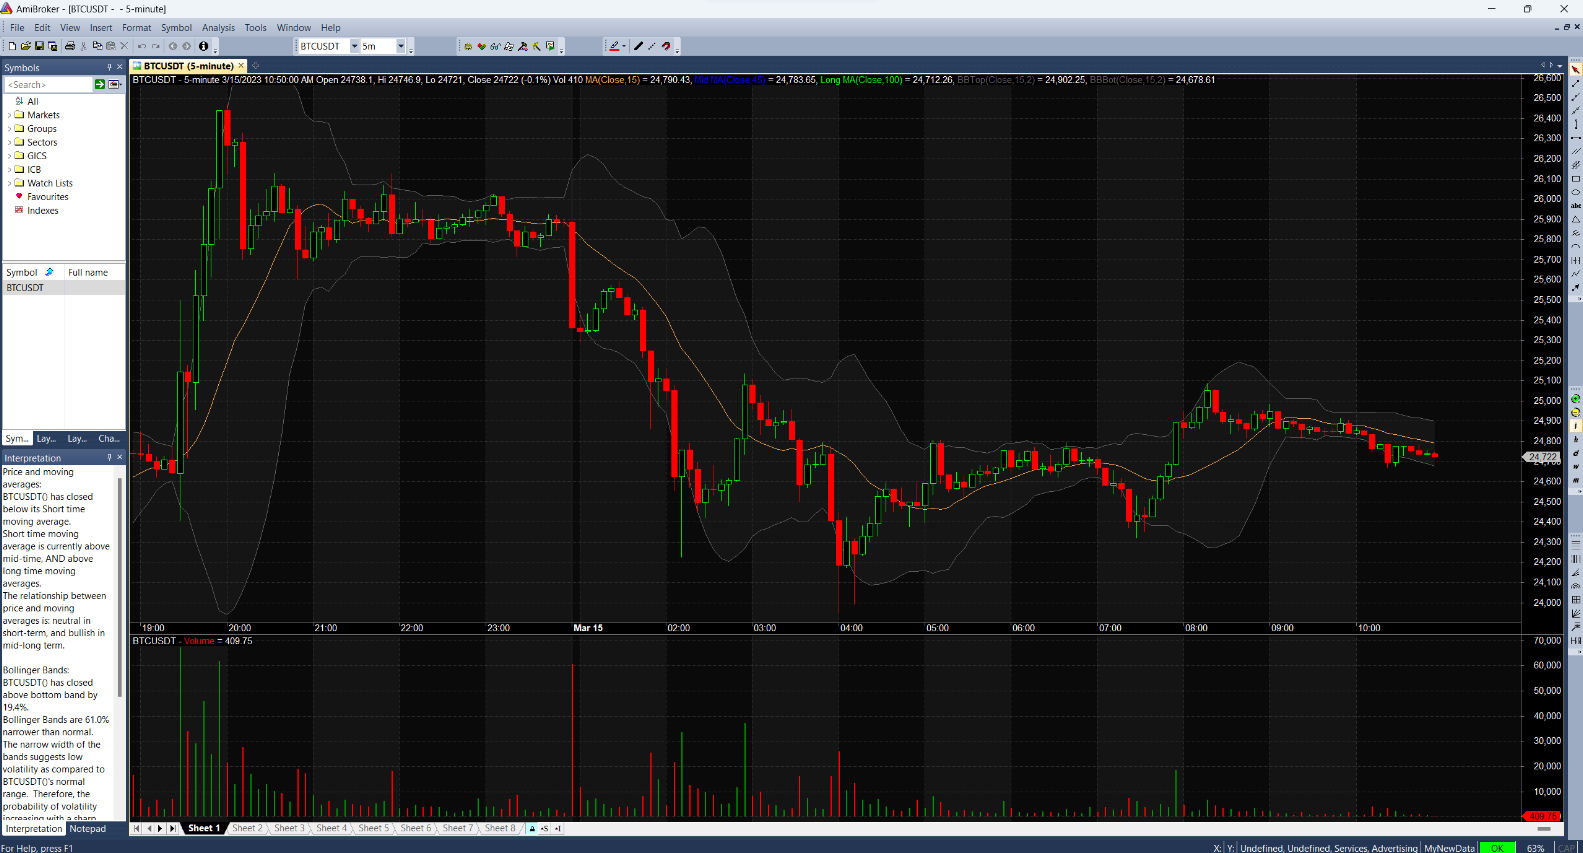 AmiBroker - [BTCUSDT - - 5-minute]
File Edit View Insert Format Symbol Analysis Tools Window Help
BTCUSDT 5m
Symbols
BTCUSDT (5-minute)
<Search>
BTCUSDT - 5-minute 3/15/2023 10:50:00 AM Open 24738.1, Hi 24746.9, Lo 24721, Close 24722 (-0.1%) Vol 410 MA(Close,15) = 24,790.43, Mid MA(Close,45) = 24,783.65, Long MA(Close,100) = 24,712.26, BBTop(Close,15,2) = 24,902.25, BBBot(Close,15,2) = 24,678.61
All
Markets
Groups
Sectors
GICS
ICB
Watch Lists
Favourites
Indexes
Symbol Full name
BTCUSDT
Sym... Lay... Lay... Cha...
Interpretation
Price and moving
averages:
BTCUSDT() has closed
below its Short time
moving average.
Short time moving
average is currently above
mid-time, AND above
long time moving
averages.
The relationship between
price and moving
averages is: neutral in
short-term, and bullish in
mid-long term.
Bollinger Bands:
BTCUSDT() has closed
above bottom band by
19.4%.
Bollinger Bands are 61.0%
narrower than normal.
The narrow width of the
bands suggests low
volatility as compared to
BTCUSDT()'s normal
range. Therefore, the
probability of volatility
increasing with a sharp
Interpretation Notepad
26,600
26,500
26,400
26,300
26,200
26,100
26,000
25,900
25,800
25,700
25,600
25,500
25,400
25,300
25,200
25,100
25,000
24,900
24,800
24,722
24,700
24,600
24,500
24,400
24,300
24,200
24,100
24,000
19:00 20:00 21:00 22:00 23:00 Mar 15 02:00 03:00 04:00 05:00 06:00 07:00 08:00 09:00 10:00
BTCUSDT - Volume = 409.75
70,000
60,000
50,000
40,000
30,000
20,000
10,000
409.75
abc
Sheet 1 Sheet 2 Sheet 3 Sheet 4 Sheet 5 Sheet 6 Sheet 7 Sheet 8
For Help, press F1
X: Y: Undefined, Undefined, Services, Advertising MyNewData OK 63% CAP